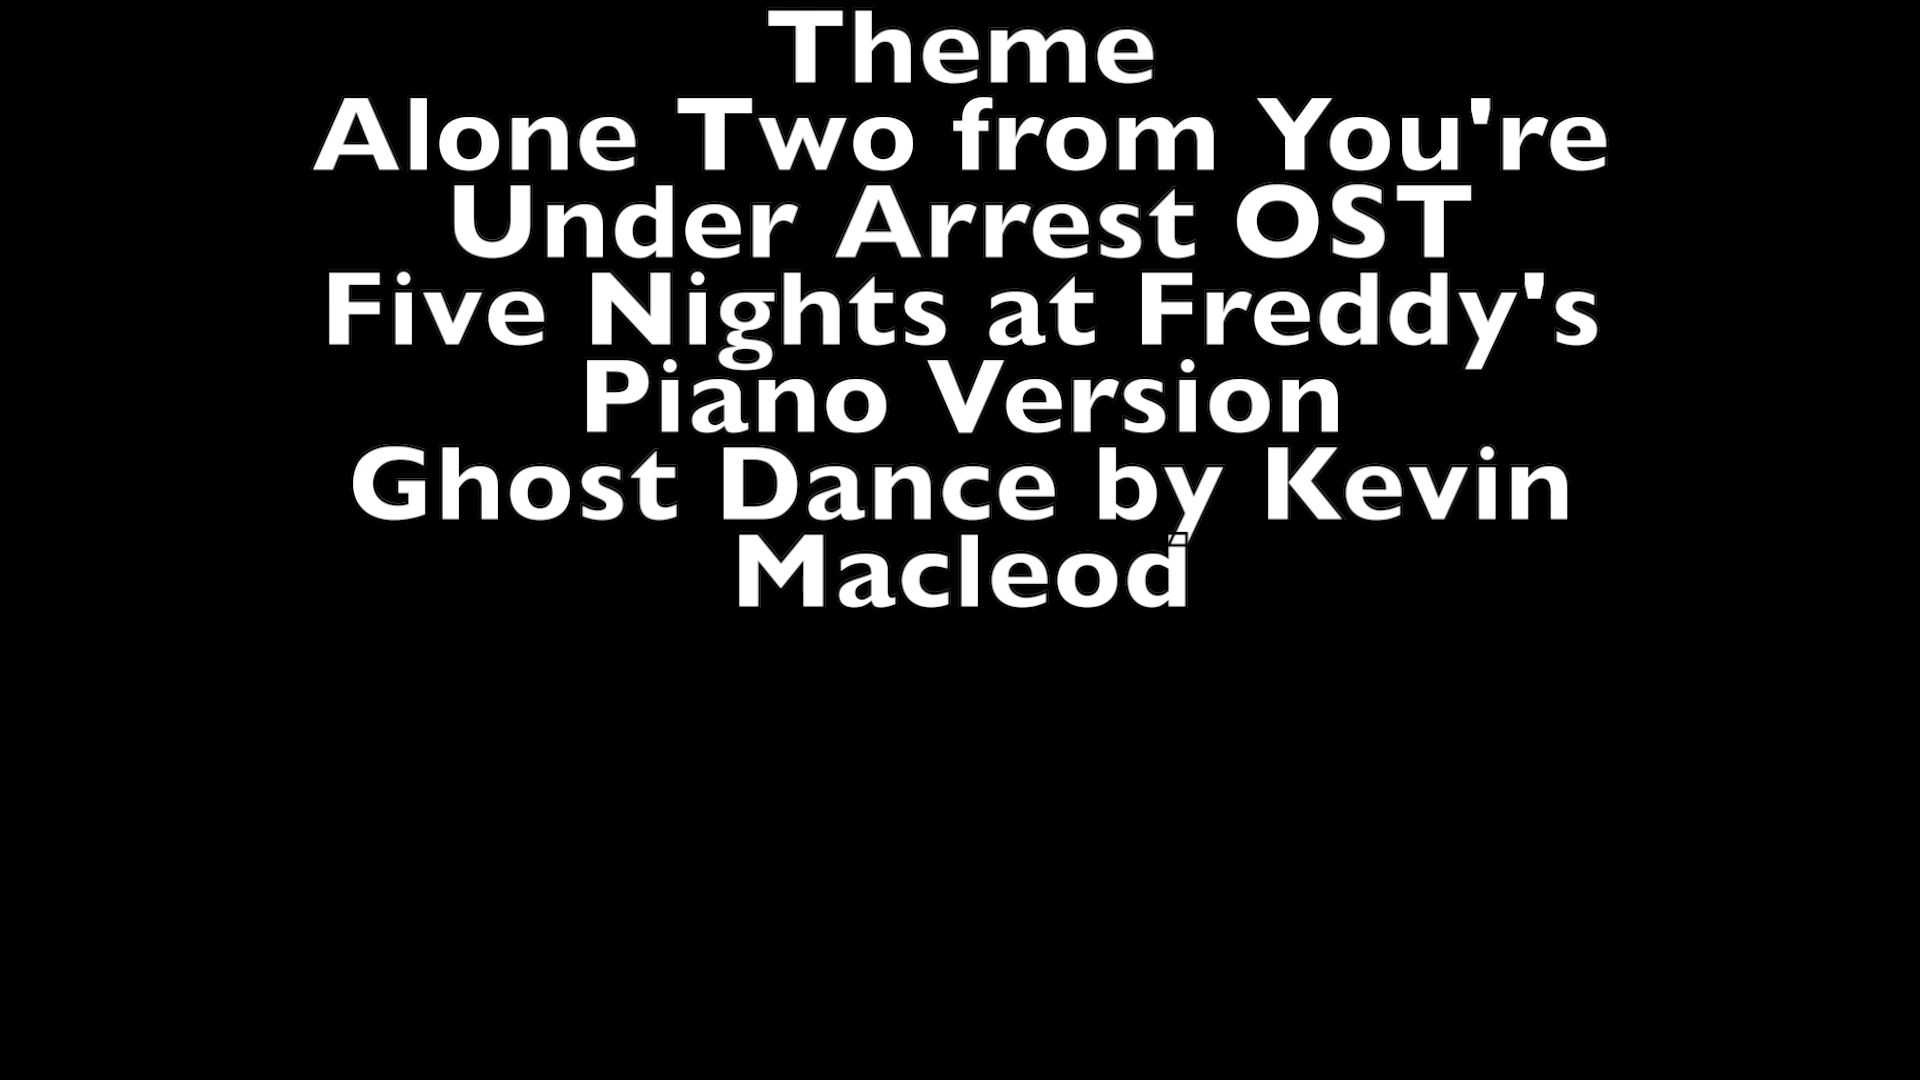 Theme
Alone Two from You're
Under Arrest OST
Five Nights at Freddy's
Piano Version
Ghost Dance by Kevin
Macleod